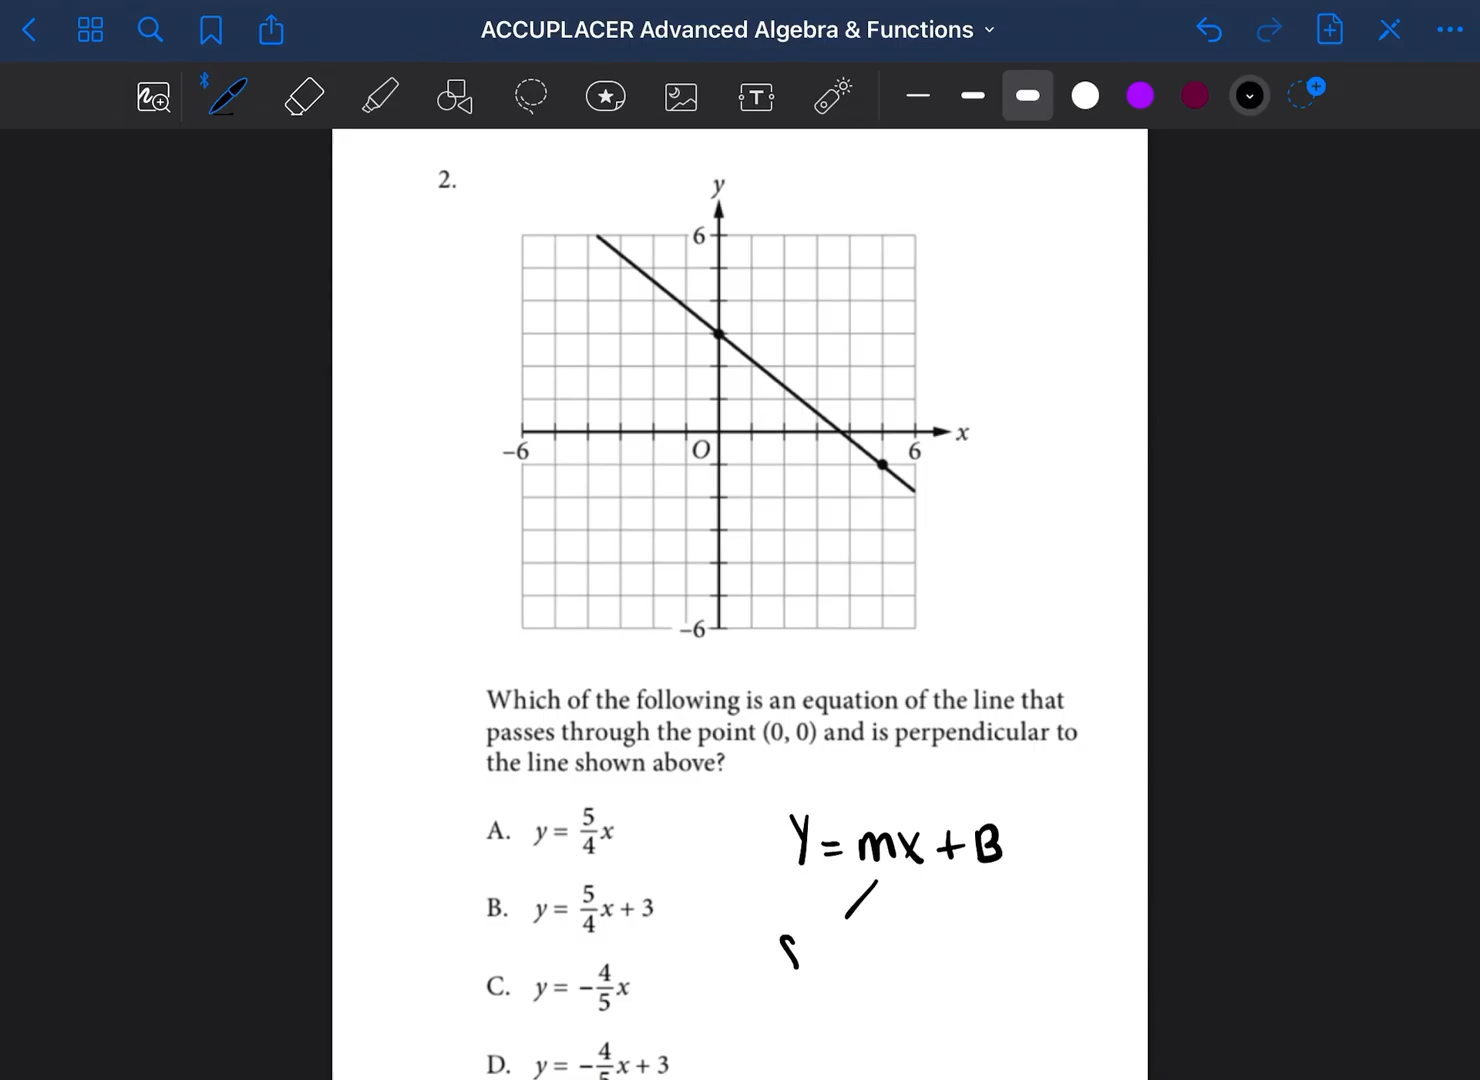 ACCUPLACER Advanced Algebra & Functions
T
2.
y
6
x
-6
O
6
-6
Which of the following is an equation of the line that
passes through the point (0, 0) and is perpendicular to
the line shown above?
A. y = 5/4 x
B. y = 5/4 x + 3
C. y = -4/5 x
D. y = -4/5 x + 3
Y = mx + B